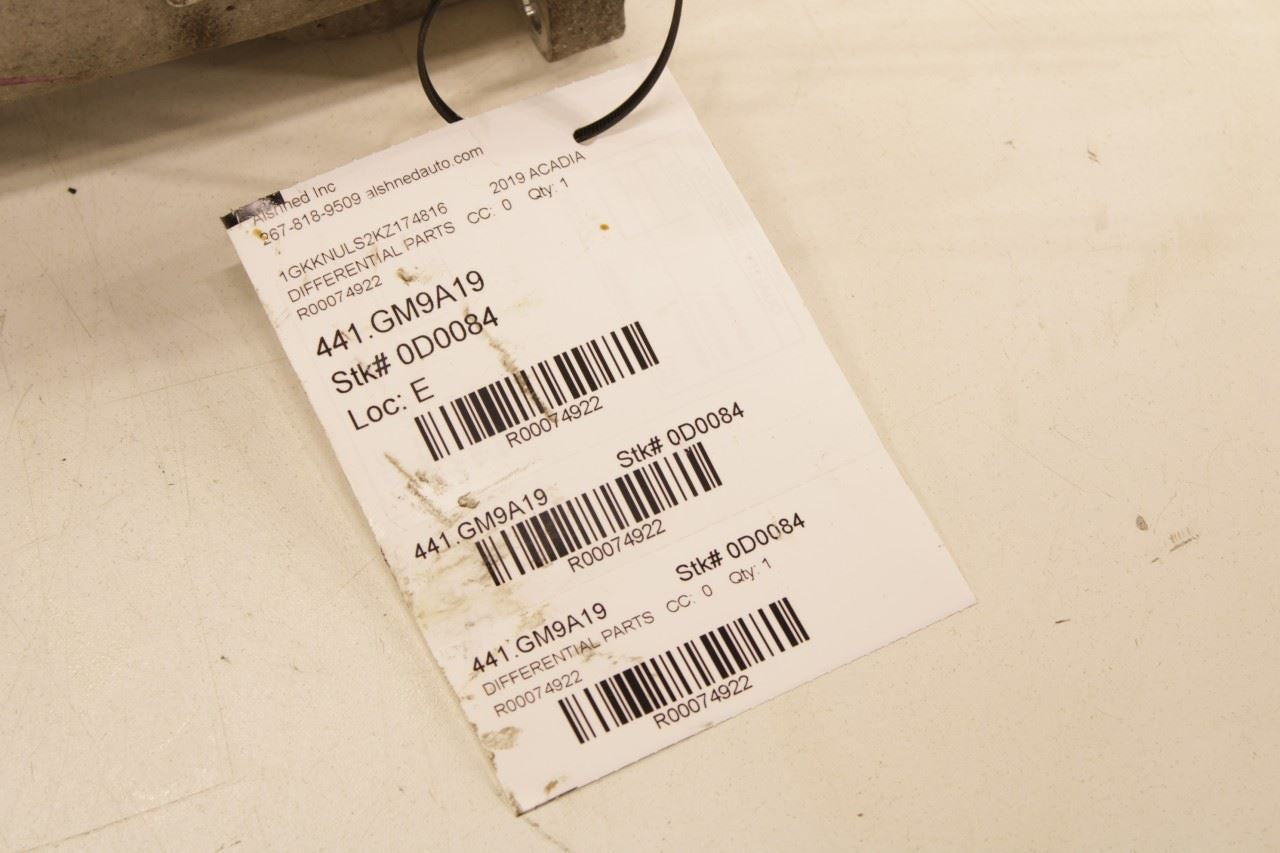 Alshned Inc
267-818-9509 alshnedauto.com
1GKKNULS2KZ174816 2019 ACADIA
DIFFERENTIAL PARTS CC: 0 Qty: 1
R00074922
441.GM9A19
Stk# 0D0084
Loc: E
R00074922
441.GM9A19 Stk# 0D0084
R00074922
441.GM9A19 Stk# 0D0084
DIFFERENTIAL PARTS CC: 0 Qty: 1
R00074922
R00074922